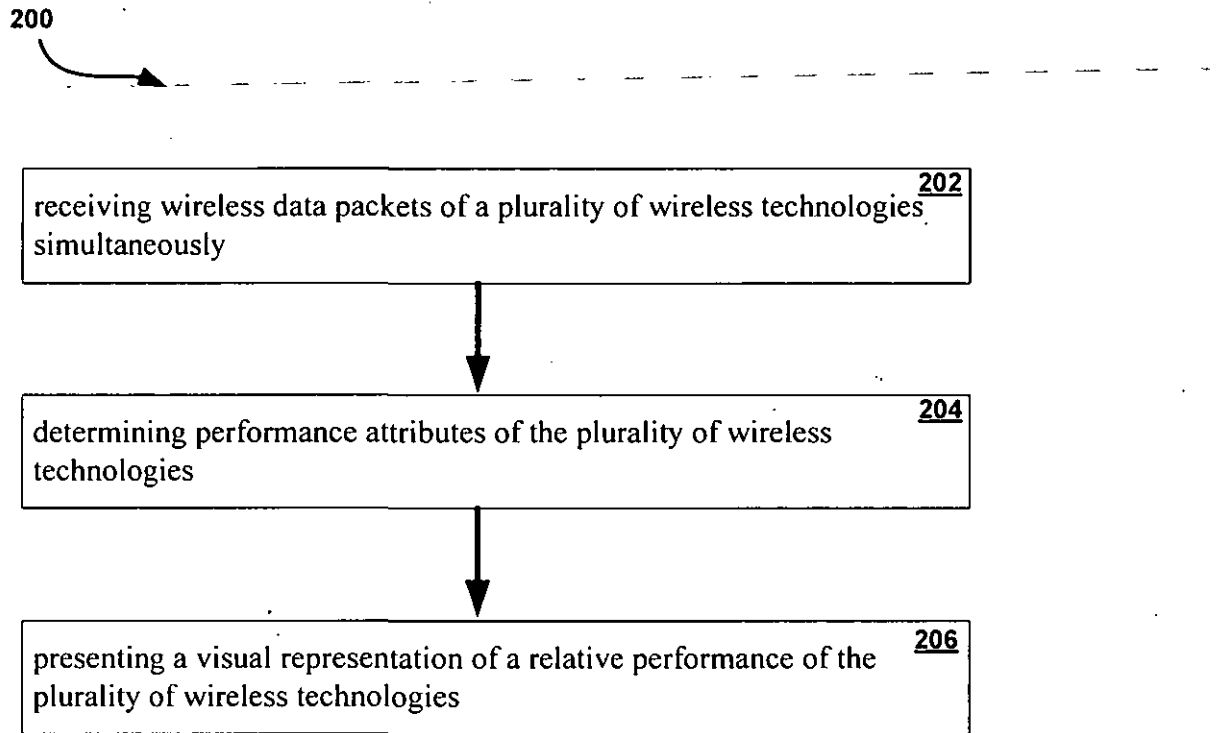 200
202
receiving wireless data packets of a plurality of wireless technologies
simultaneously
204
determining performance attributes of the plurality of wireless
technologies
206
presenting a visual representation of a relative performance of the
plurality of wireless technologies